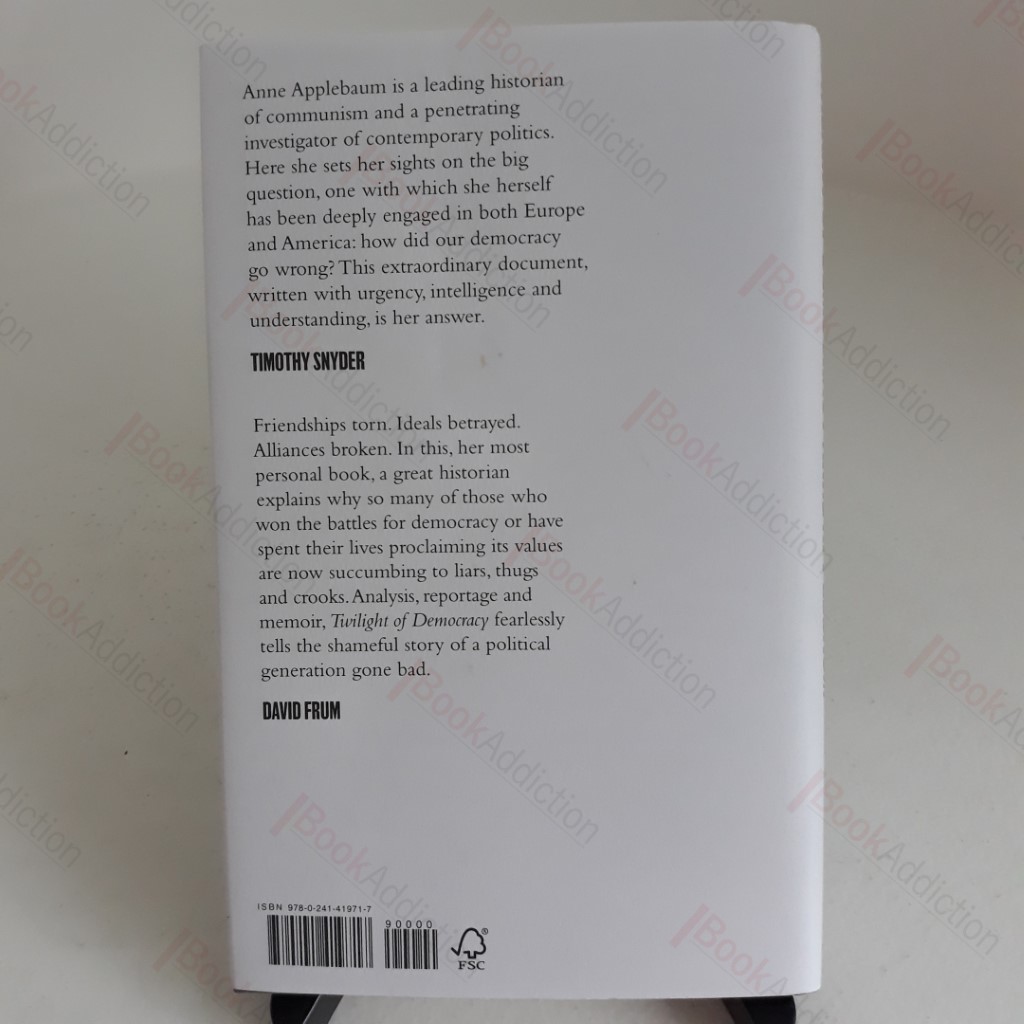 Anne Applebaum is a leading historian
of communism and a penetrating
investigator of contemporary politics.
Here she sets her sights on the big
question, one with which she herself
has been deeply engaged in both Europe
and America: how did our democracy
go wrong? This extraordinary document,
written with urgency, intelligence and
understanding, is her answer.
TIMOTHY SNYDER
Friendships torn. Ideals betrayed.
Alliances broken. In this, her most
personal book, a great historian
explains why so many of those who
won the battles for democracy or have
spent their lives proclaiming its values
are now succumbing to liars, thugs
and crooks. Analysis, reportage and
memoir, Twilight of Democracy fearlessly
tells the shameful story of a political
generation gone bad.
DAVID FRUM
ISBN 978-0-241-41971-7
90000
FSC
BookAddiction